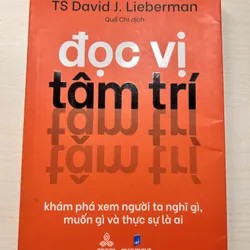 TS David J. Lieberman
Quế Chi dịch
đọc vị
tâm trí
khám phá xem người ta nghĩ gì,
muốn gì và thực sự là ai